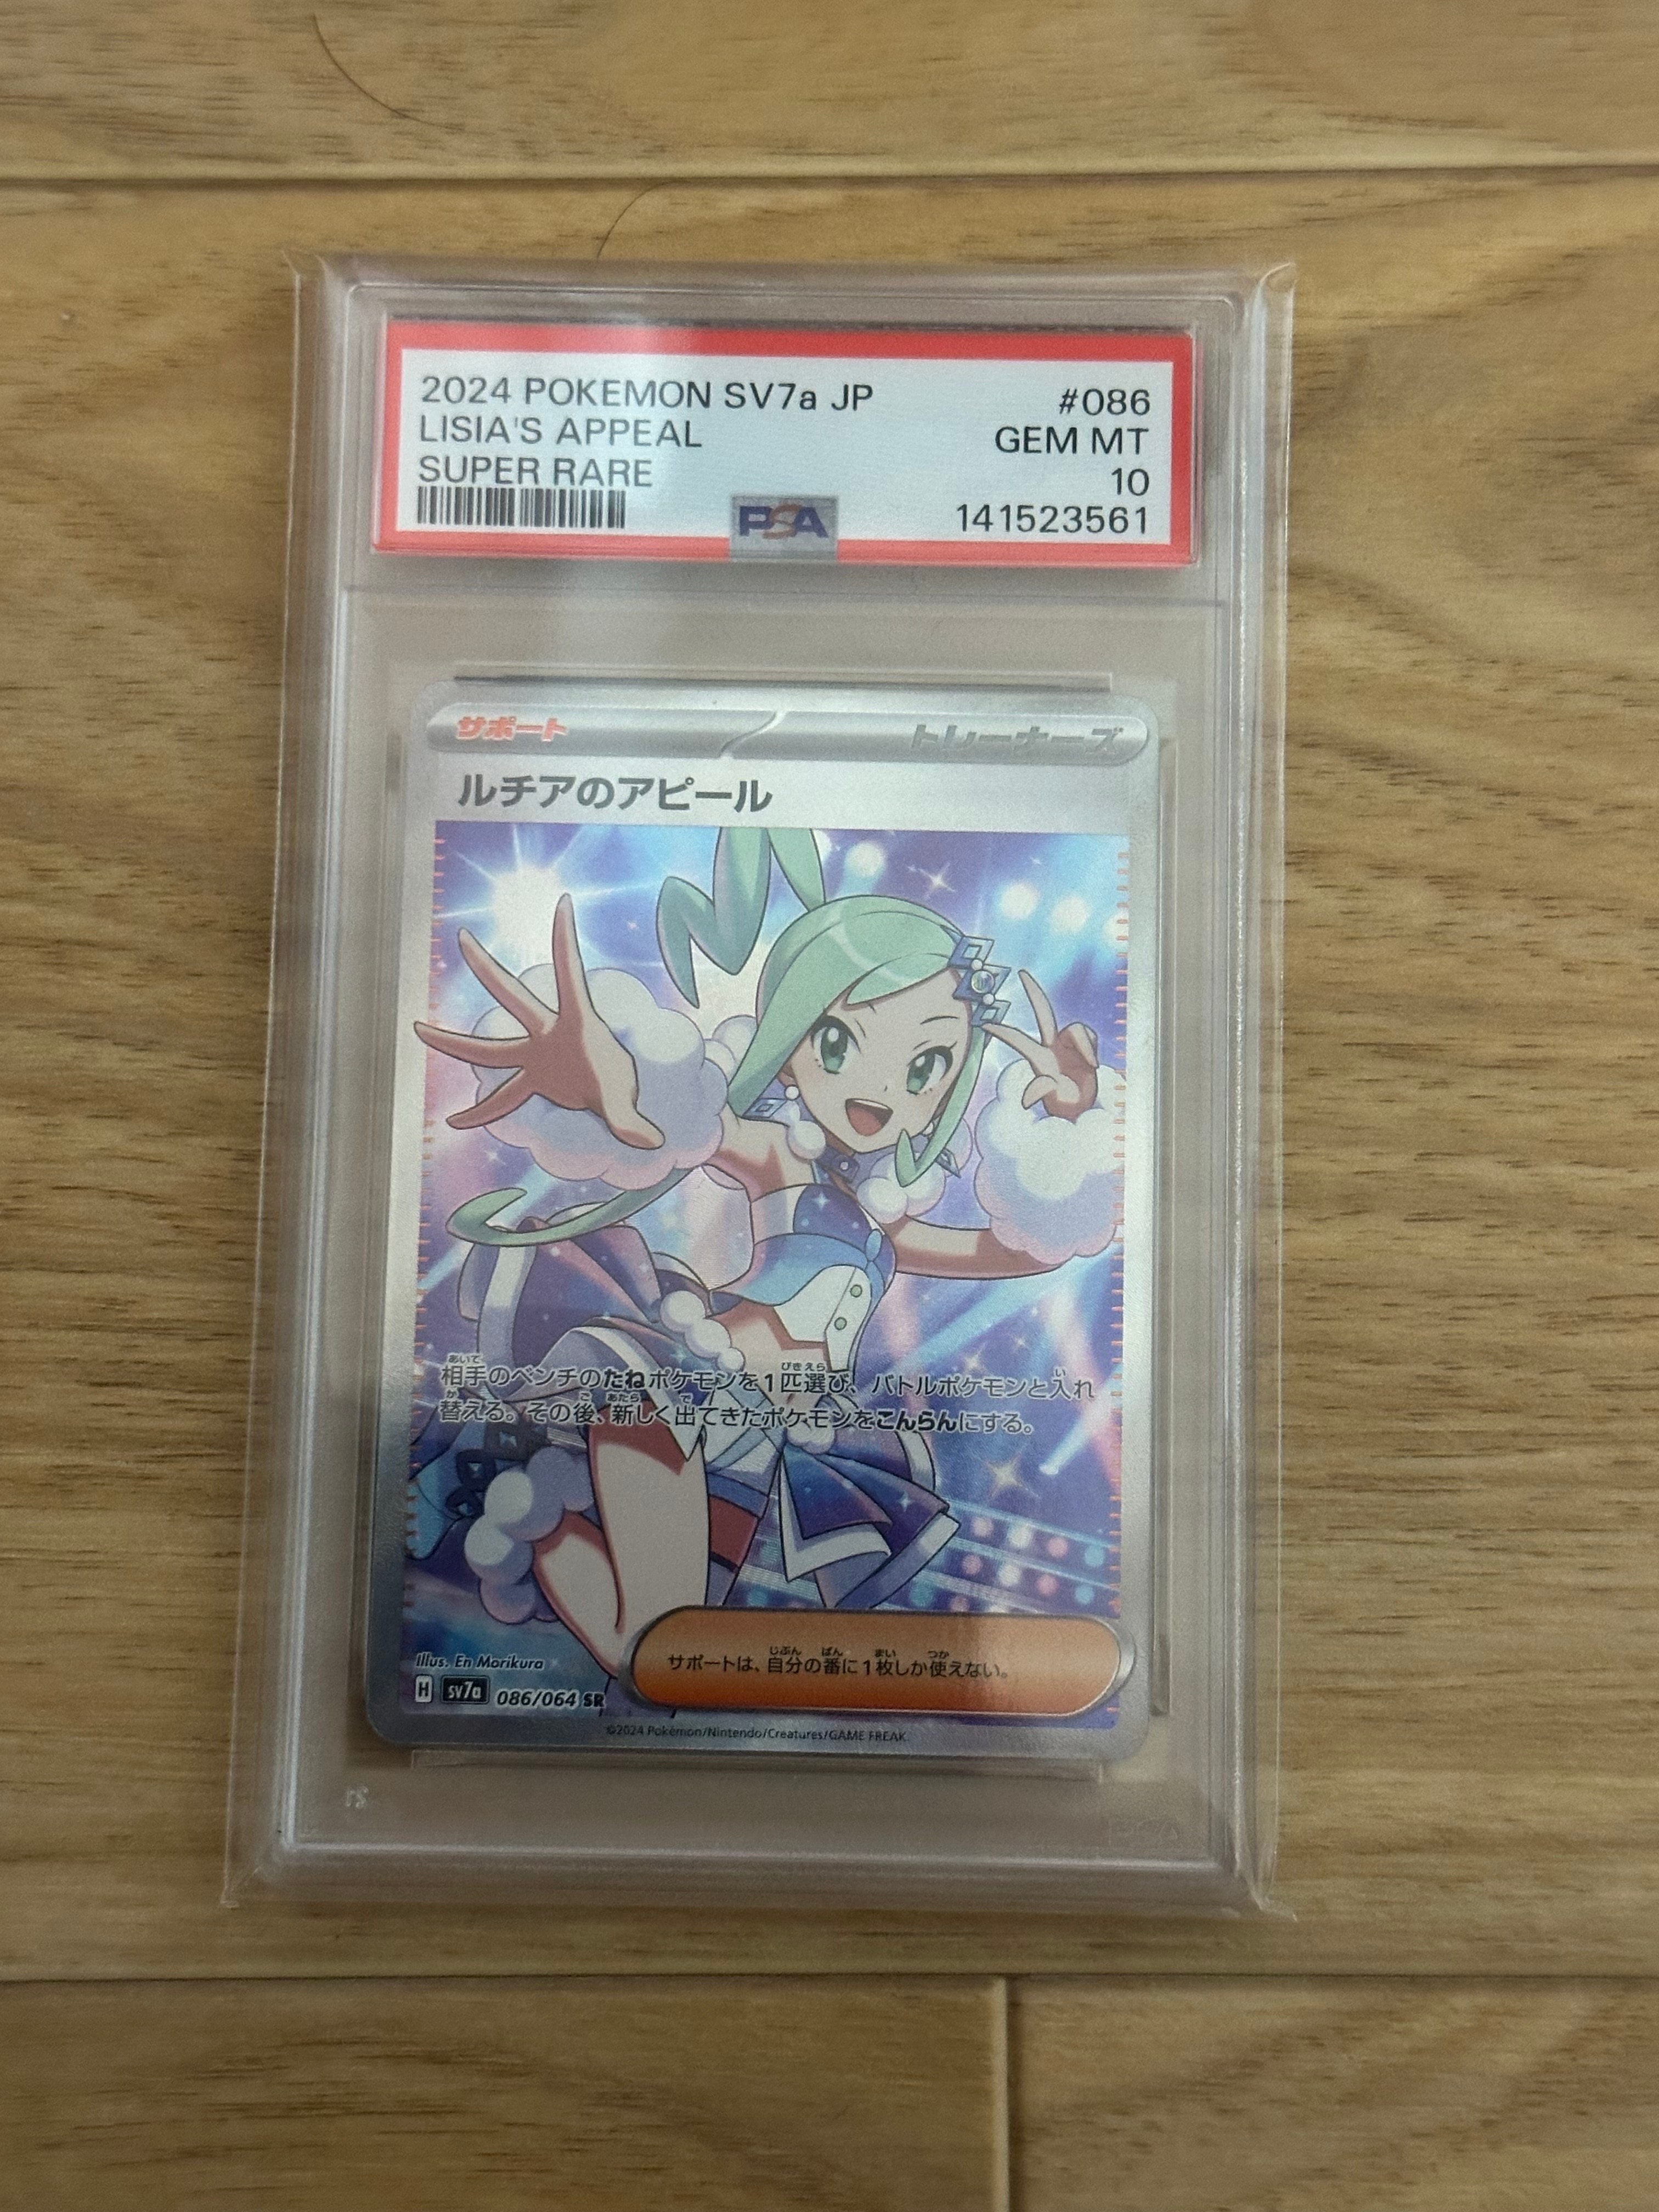 2024 POKEMON SV7a JP #086
LISIA'S APPEAL GEM MT
SUPER RARE 10
PSA 141523561
サポート トレーナーズ
ルチアのアピール
相手のベンチのたねポケモンを1匹選び、バトルポケモンと入れ
替える。その後、新しく出てきたポケモンをこんらんにする。
サポートは、自分の番に1枚しか使えない。
Illus. En Morikura
H SV7a 086/064 SR
©2024 Pokémon/Nintendo/Creatures/GAME FREAK.